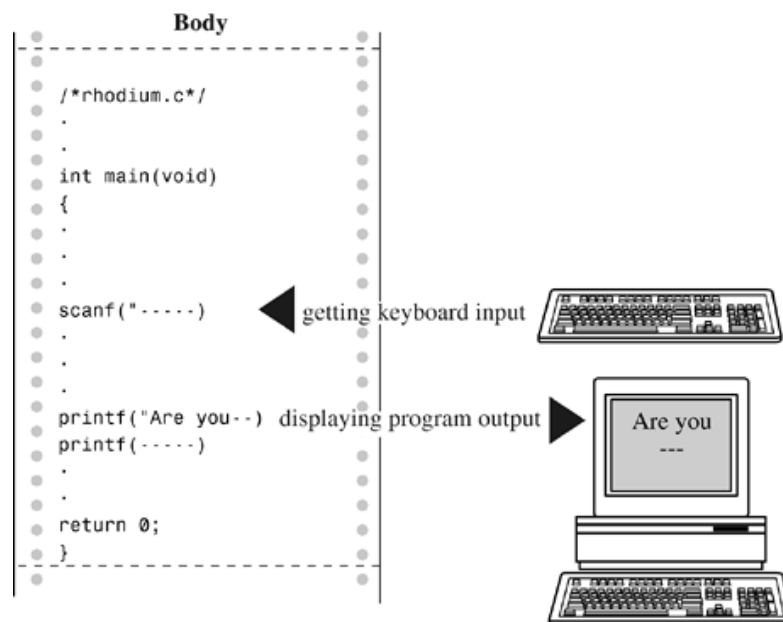 Body
/*rhodium.c*/
.
.
int main(void)
{
.
.
.
scanf("-----)
getting keyboard input
.
.
.
printf("Are you--)
displaying program output
Are you
---
printf(-----)
.
.
return 0;
}